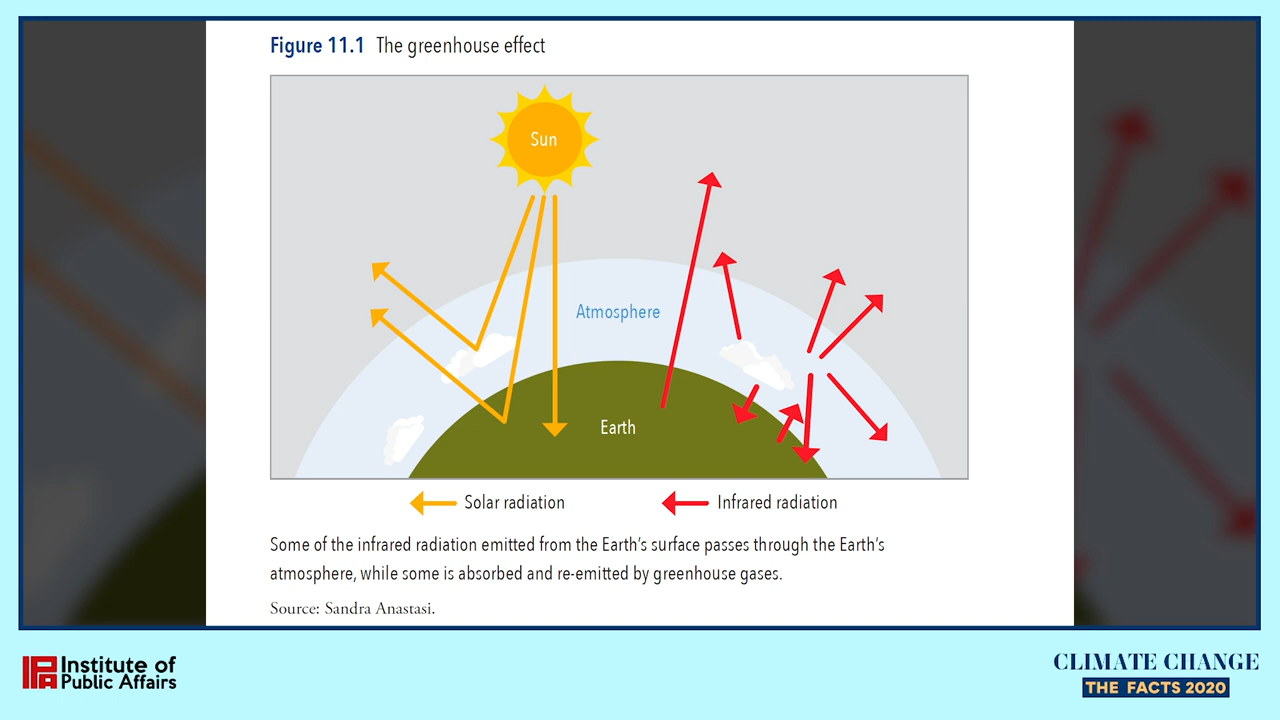 Figure 11.1 The greenhouse effect
Sun
Atmosphere
Earth
Solar radiation
Infrared radiation
Some of the infrared radiation emitted from the Earth’s surface passes through the Earth’s
atmosphere, while some is absorbed and re-emitted by greenhouse gases.
Source: Sandra Anastasi.
IPA
Institute of
Public Affairs
CLIMATE CHANGE
THE FACTS 2020